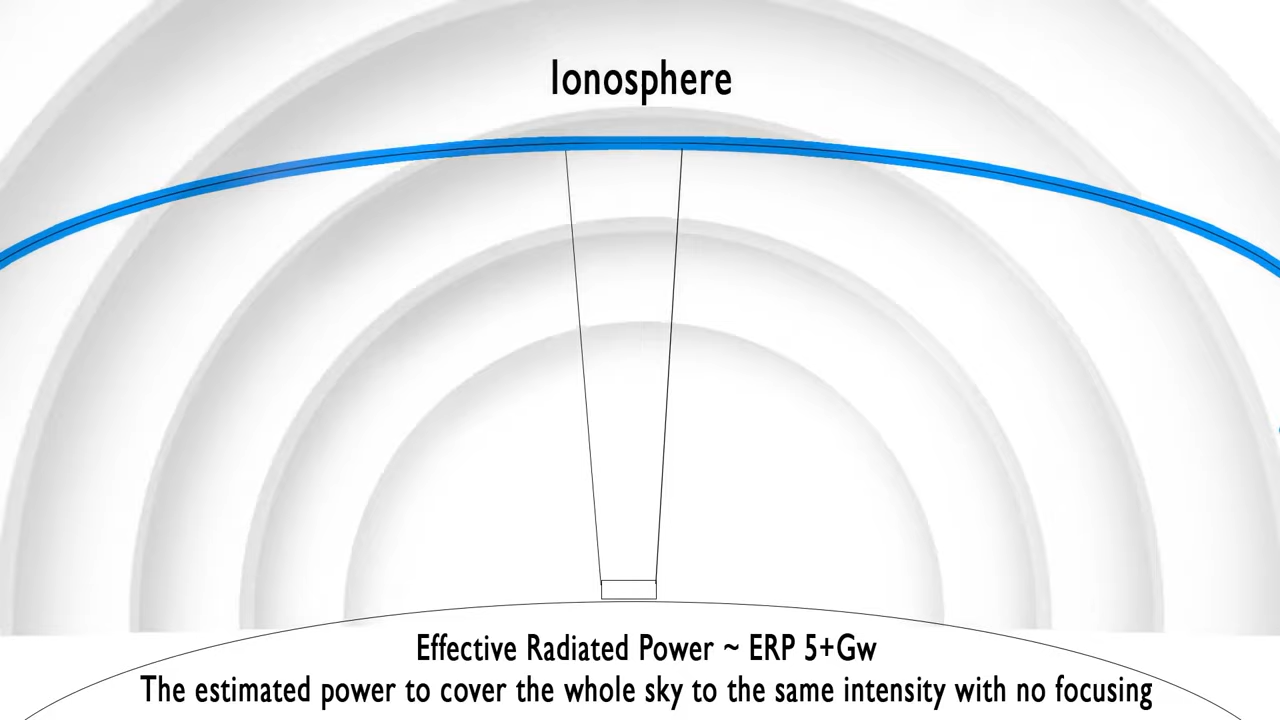 Ionosphere
Effective Radiated Power ~ ERP 5+Gw
The estimated power to cover the whole sky to the same intensity with no focusing